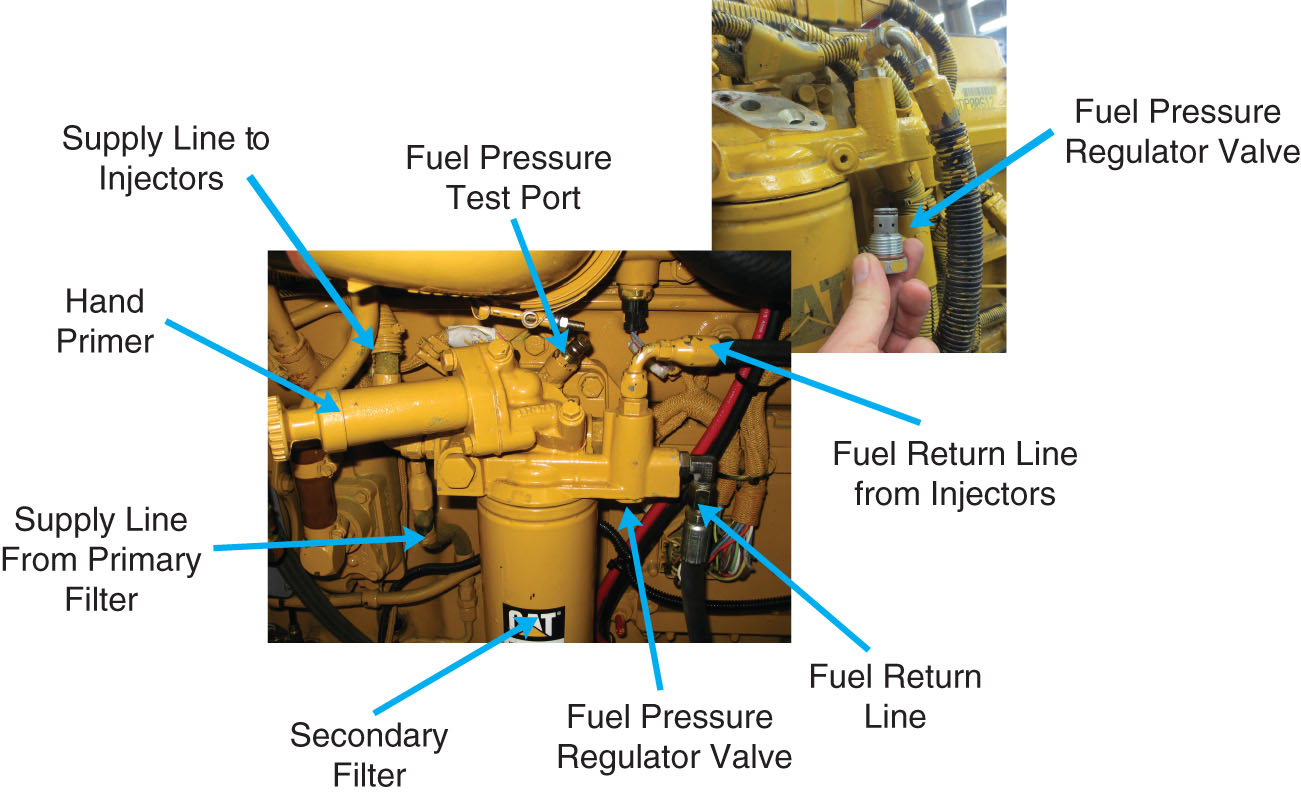 Supply Line to
Injectors
Fuel Pressure
Test Port
Fuel Pressure
Regulator Valve
Hand
Primer
Fuel Return Line
from Injectors
Supply Line
From Primary
Filter
CAT
CAT
Fuel Return
Line
Secondary
Filter
Fuel Pressure
Regulator Valve